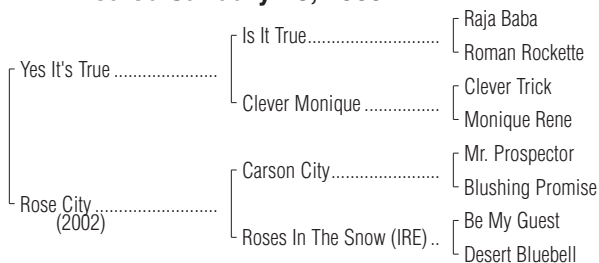 Raja Baba
Is It True..............................
Roman Rockette
Yes It's True .......................
Clever Trick
Clever Monique .................
Monique Rene
Mr. Prospector
Carson City........................
Blushing Promise
Rose City ...........................
(2002)
Be My Guest
Roses In The Snow (IRE) ..
Desert Bluebell